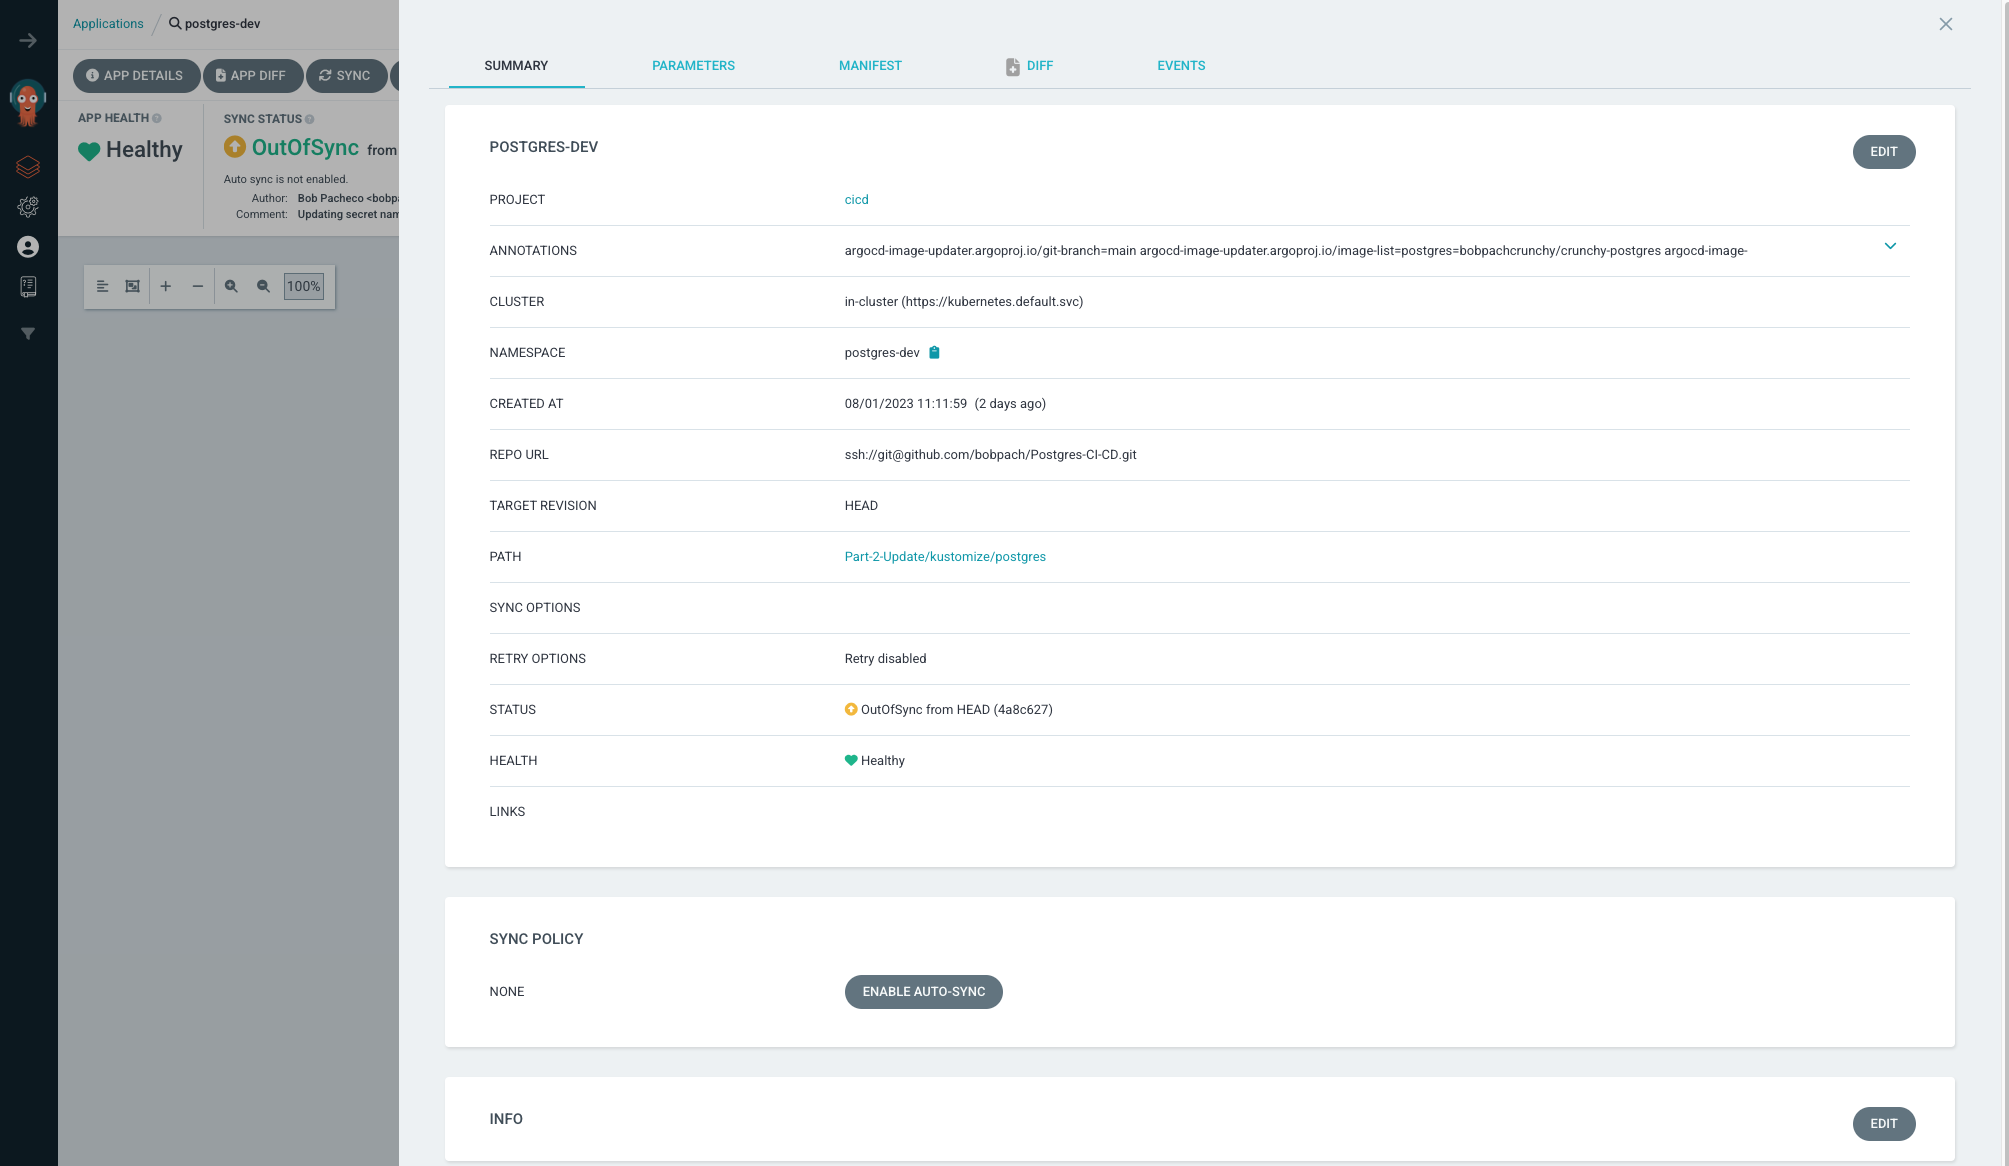 Applications / postgres-dev
APP DETAILS APP DIFF SYNC
APP HEALTH
Healthy
SYNC STATUS
OutOfSync from
Auto sync is not enabled.
Author: Bob Pacheco <bobpa
Comment: Updating secret nam
100%
SUMMARY PARAMETERS MANIFEST DIFF EVENTS
POSTGRES-DEV
EDIT
PROJECT cicd
ANNOTATIONS argocd-image-updater.argoproj.io/git-branch=main argocd-image-updater.argoproj.io/image-list=postgres=bobpachcrunchy/crunchy-postgres argocd-image-
CLUSTER in-cluster (https://kubernetes.default.svc)
NAMESPACE postgres-dev
CREATED AT 08/01/2023 11:11:59 (2 days ago)
REPO URL ssh://git@github.com/bobpach/Postgres-CI-CD.git
TARGET REVISION HEAD
PATH Part-2-Update/kustomize/postgres
SYNC OPTIONS
RETRY OPTIONS Retry disabled
STATUS OutOfSync from HEAD (4a8c627)
HEALTH Healthy
LINKS
SYNC POLICY
NONE ENABLE AUTO-SYNC
INFO
EDIT